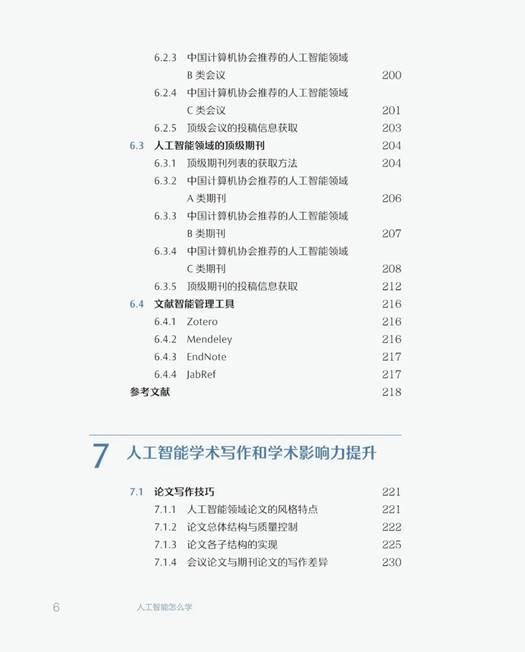 6.2.3 中国计算机协会推荐的人工智能领域
B 类会议 200
6.2.4 中国计算机协会推荐的人工智能领域
C 类会议 201
6.2.5 顶级会议的投稿信息获取 203
6.3 人工智能领域的顶级期刊 204
6.3.1 顶级期刊列表的获取方法 204
6.3.2 中国计算机协会推荐的人工智能领域
A 类期刊 206
6.3.3 中国计算机协会推荐的人工智能领域
B 类期刊 207
6.3.4 中国计算机协会推荐的人工智能领域
C 类期刊 208
6.3.5 顶级期刊的投稿信息获取 212
6.4 文献智能管理工具 216
6.4.1 Zotero 216
6.4.2 Mendeley 216
6.4.3 EndNote 217
6.4.4 JabRef 217
参考文献 218
7 人工智能学术写作和学术影响力提升
7.1 论文写作技巧 221
7.1.1 人工智能领域论文的风格特点 221
7.1.2 论文总体结构与质量控制 222
7.1.3 论文各子结构的实现 225
7.1.4 会议论文与期刊论文的写作差异 230
6 人工智能怎么学